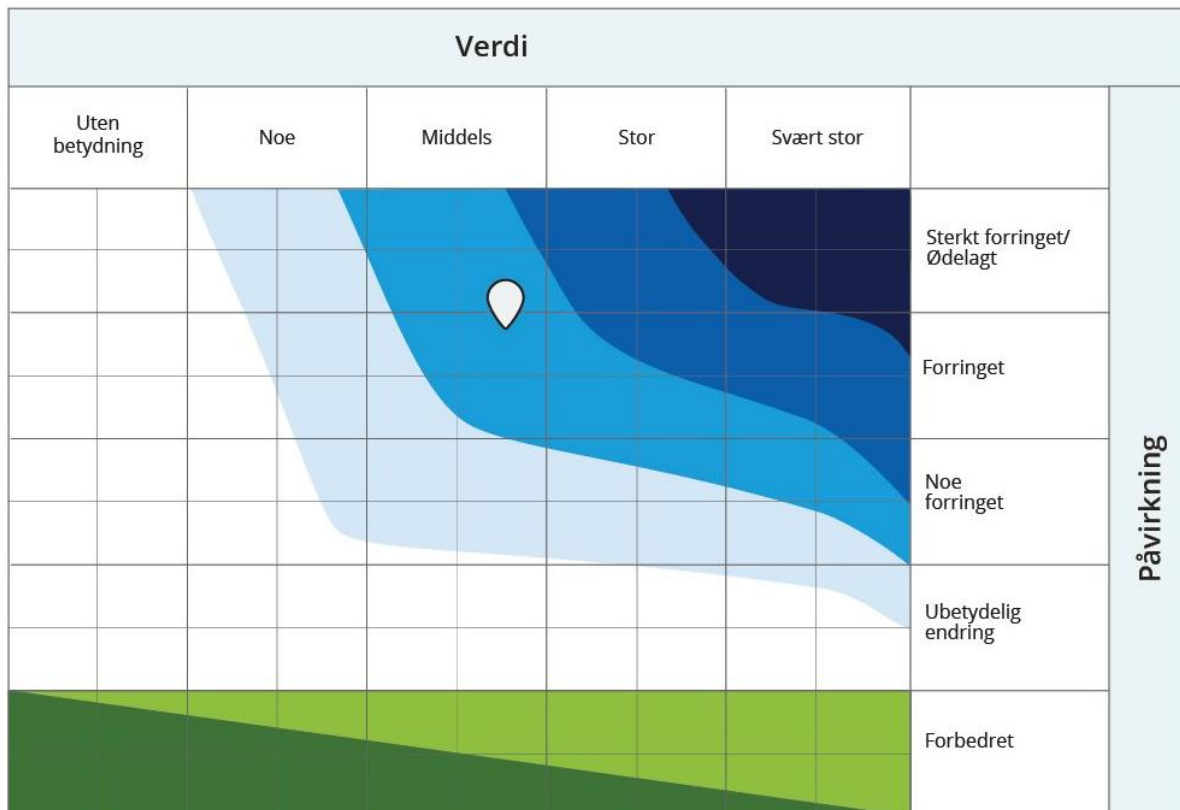 Verdi
Uten
betydning
Noe
Middels
Stor
Svært stor
Sterkt forringet/
Ødelagt
Forringet
Noe
forringet
Ubetydelig
endring
Forbedret
Påvirkning